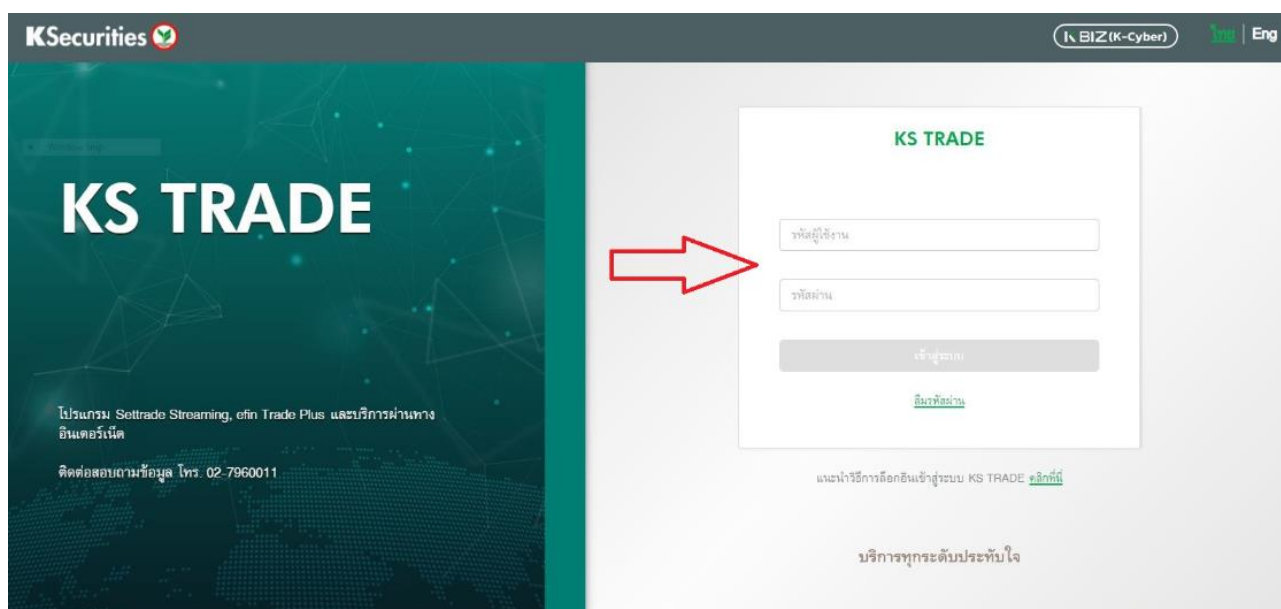 KSecurities
K BIZ(K-Cyber)
ไทย | Eng
KS TRADE
โปรแกรม Settrade Streaming, efin Trade Plus และบริการผ่านทาง
อินเตอร์เน็ต
ติดต่อสอบถามข้อมูล โทร. 02-7960011
KS TRADE
รหัสผู้ใช้งาน
รหัสผ่าน
เข้าสู่ระบบ
ลืมรหัสผ่าน
แนะนำวิธีการล็อกอินเข้าสู่ระบบ KS TRADE คลิกที่นี่
บริการทุกระดับประทับใจ